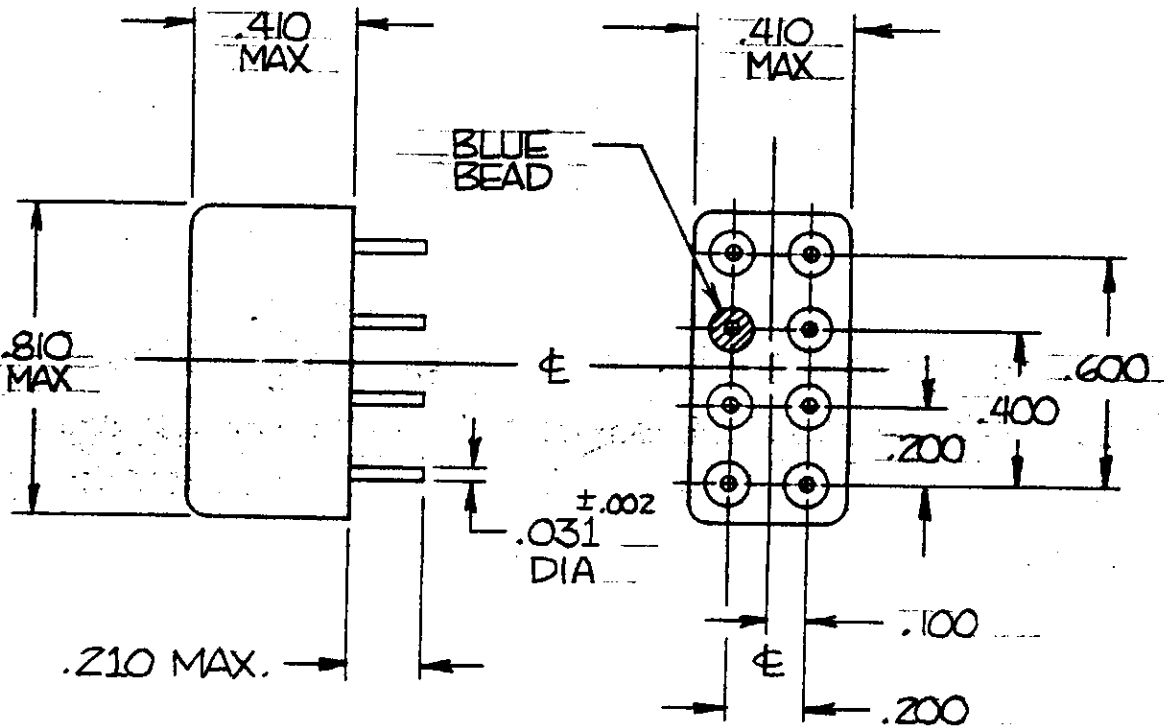 .410
MAX
.410
MAX
BLUE
BEAD
.810
MAX
℄
.600
.400
.200
±.002
.031
DIA
.100
.210 MAX.
℄
.200